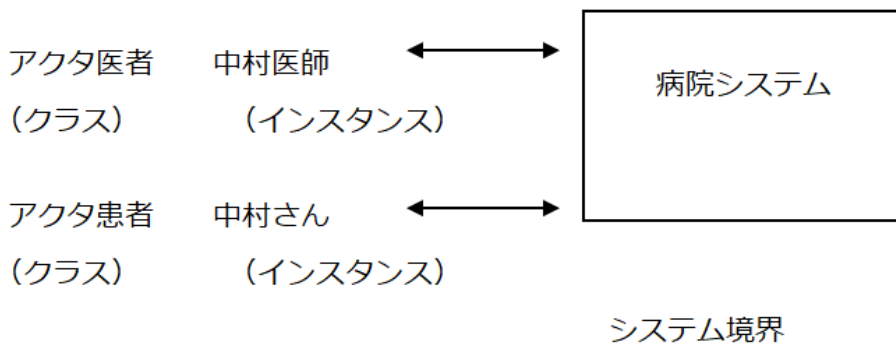 アクタ医者 中村医師
（クラス） （インスタンス）
病院システム
アクタ患者 中村さん
（クラス） （インスタンス）
システム境界